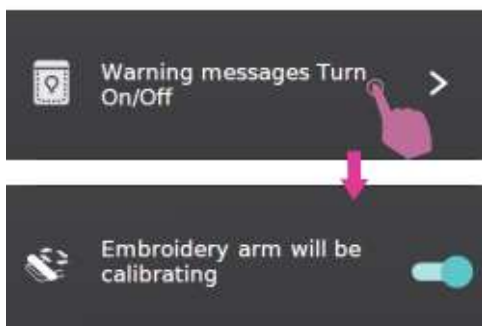 Warning messages Turn
On/Off
Embroidery arm will be
calibrating